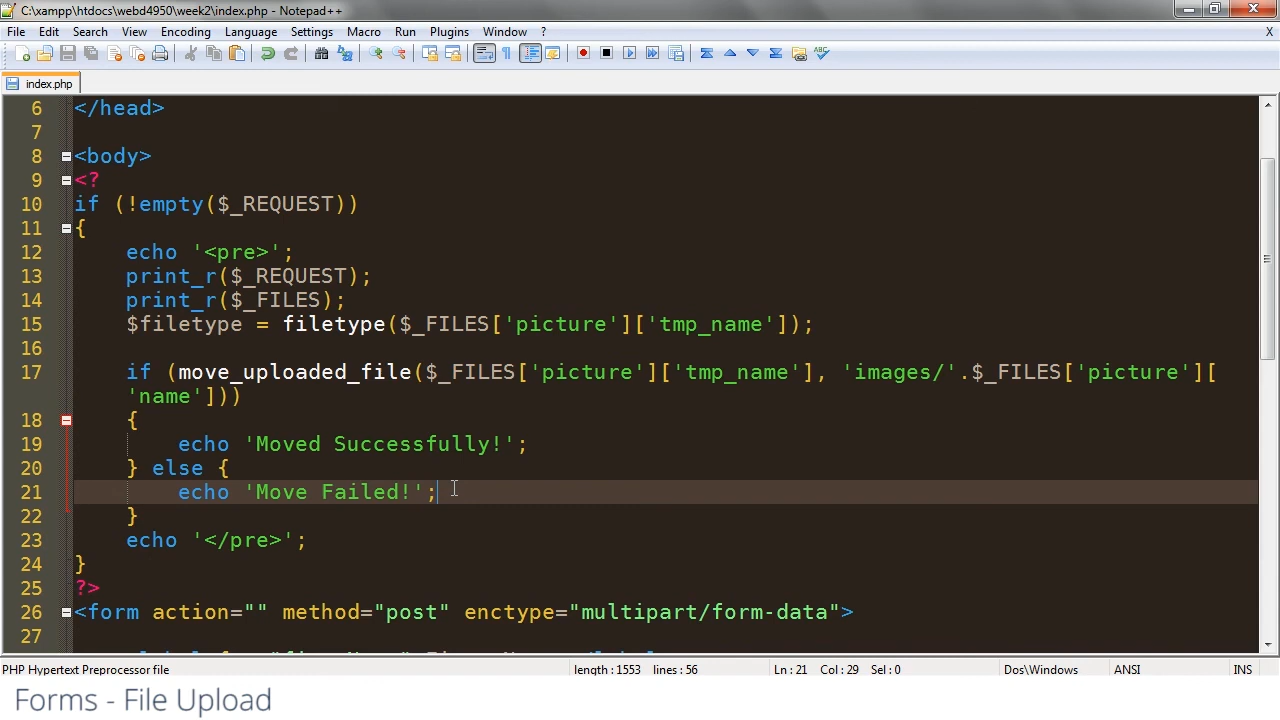 C:\xampp\htdocs\webd4950\week2\index.php - Notepad++
File Edit Search View Encoding Language Settings Macro Run Plugins Window ? X
index.php
6 </head>
7
8 <body>
9 <?
10 if (!empty($_REQUEST))
11 {
12 echo '<pre>';
13 print_r($_REQUEST);
14 print_r($_FILES);
15 $filetype = filetype($_FILES['picture']['tmp_name']);
16
17 if (move_uploaded_file($_FILES['picture']['tmp_name'], 'images/'.$_FILES['picture'][
'name']))
18 {
19 echo 'Moved Successfully!';
20 } else {
21 echo 'Move Failed!';
22 }
23 echo '</pre>';
24 }
25 ?>
26 <form action="" method="post" enctype="multipart/form-data">
27
PHP Hypertext Preprocessor file length : 1553 lines : 56 Ln : 21 Col : 29 Sel : 0 Dos\Windows ANSI INS
Forms - File Upload